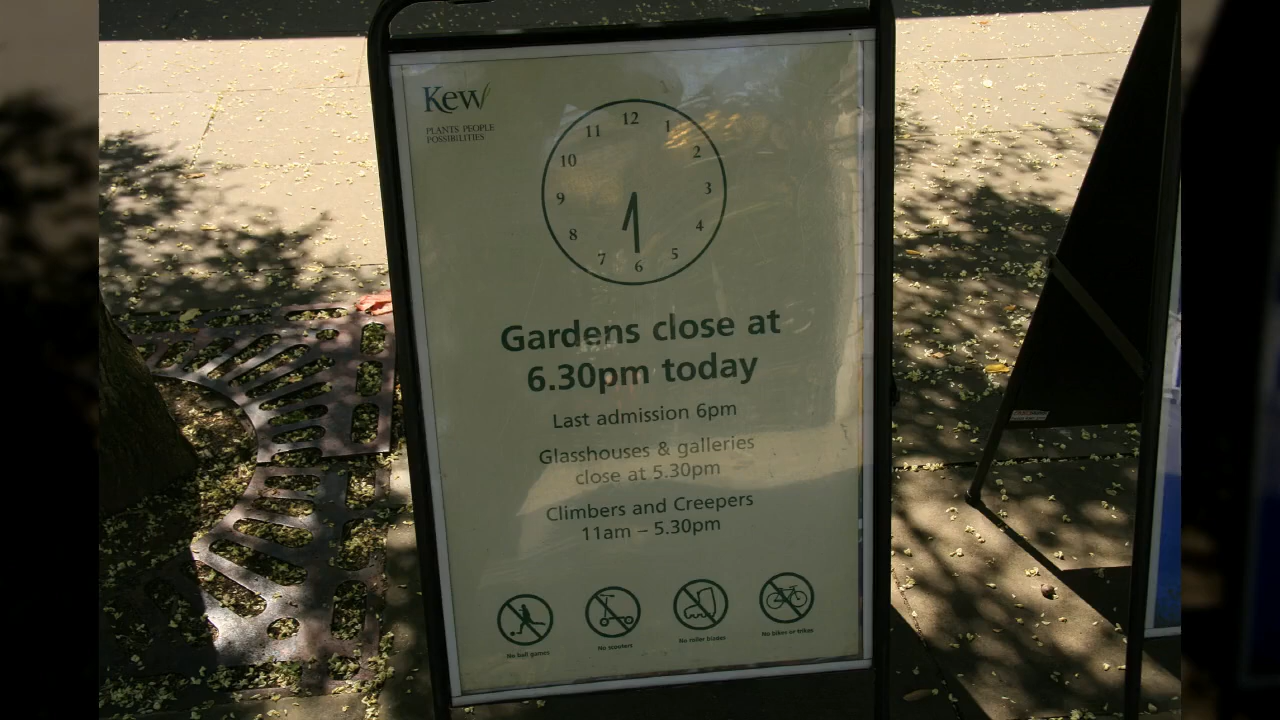 Kew
PLANTS PEOPLE
POSSIBILITIES
12
1
2
3
4
5
6
7
8
9
10
11
Gardens close at
6.30pm today
Last admission 6pm
Glasshouses & galleries
close at 5.30pm
Climbers and Creepers
11am – 5.30pm
No ball games
No scooters
No roller blades
No bikes or trikes